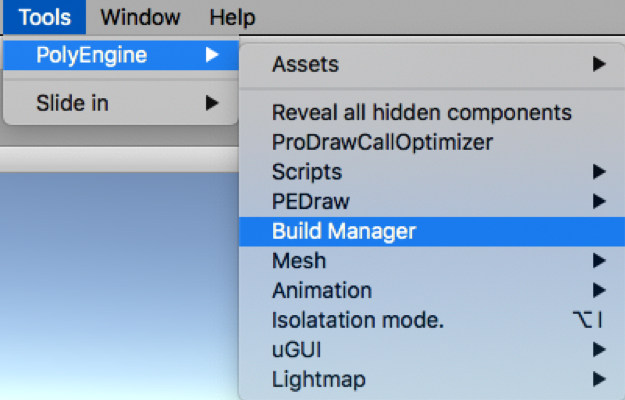 Tools Window Help
PolyEngine
Slide in
Assets
Reveal all hidden components
ProDrawCallOptimizer
Scripts
PEDraw
Build Manager
Mesh
Animation
Isolatation mode. ⌥I
uGUI
Lightmap